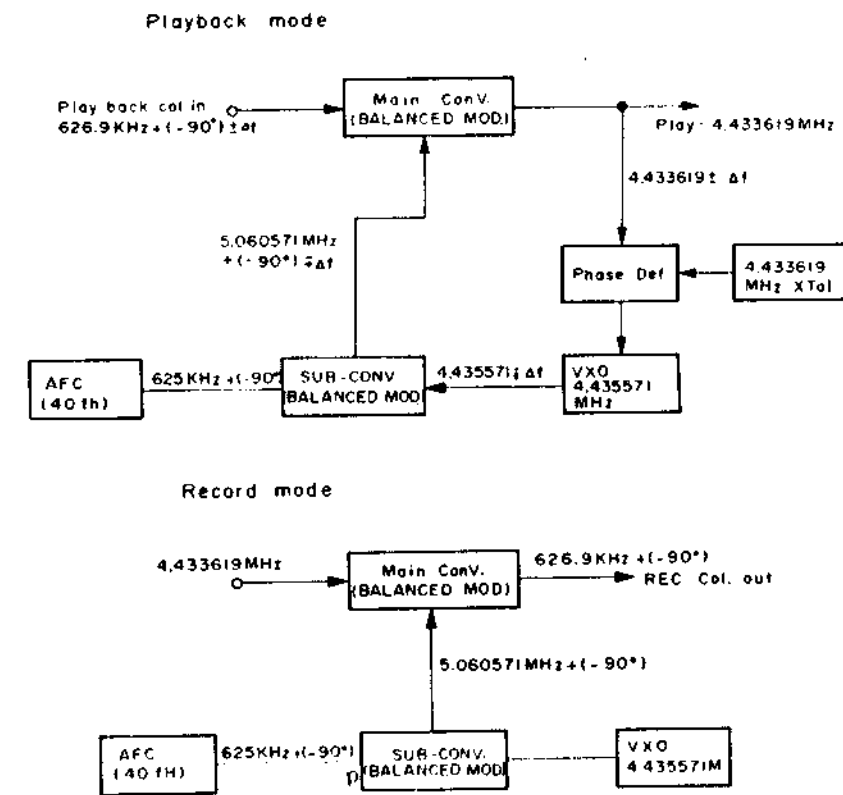 Playback mode
Play back col in
626.9KHz+(-90°)±Δf
Main Conv.
(BALANCED MOD.)
Play- 4.433619MHz
4.433619± Δf
5.060571MHz
+(-90°)∓Δf
Phase Def
4.433619
MHz XTal
AFC
(40fh)
625KHz+(-90°)
SUB-CONV
(BALANCED MOD
4.435571∓Δf
VXO
4.435571
MHz
Record mode
4.433619MHz
Main Conv.
(BALANCED MOD)
626.9KHz+(-90°)
REC Col. out
5.060571MHz+(-90°)
AFC
(40fH)
625KHz+(-90°)
p
SUB-CONV.
(BALANCED MOD
VXO
4.435571M